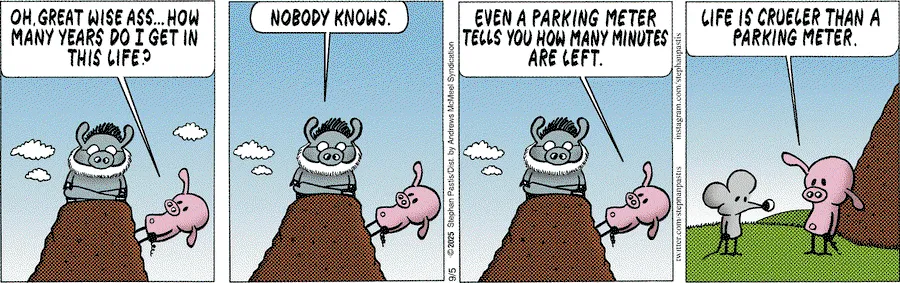 OH, GREAT WISE ASS...HOW
MANY YEARS DO I GET IN
THIS LIFE?
NOBODY KNOWS.
9/5 © 2025 Stephan Pastis/Dist. by Andrews McMeel Syndication
EVEN A PARKING METER
TELLS YOU HOW MANY MINUTES
ARE LEFT.
twitter.com/stephanpastis instagram.com/stephanpastis
LIFE IS CRUELER THAN A
PARKING METER.